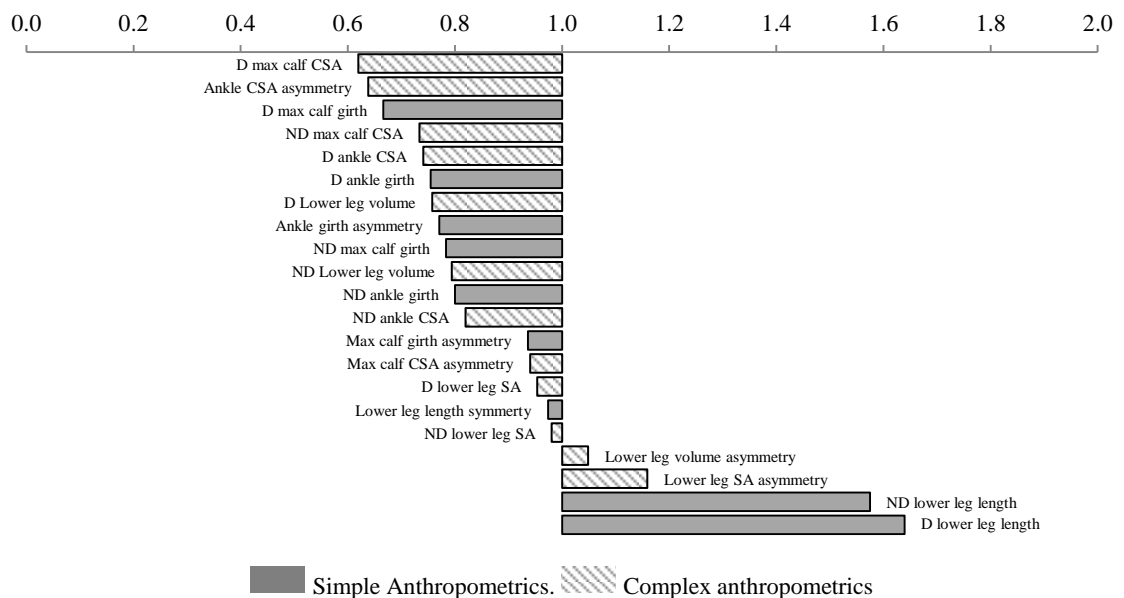 0.0 0.2 0.4 0.6 0.8 1.0 1.2 1.4 1.6 1.8 2.0
D max calf CSA
Ankle CSA asymmetry
D max calf girth
ND max calf CSA
D ankle CSA
D ankle girth
D Lower leg volume
Ankle girth asymmetry
ND max calf girth
ND Lower leg volume
ND ankle girth
ND ankle CSA
Max calf girth asymmetry
Max calf CSA asymmetry
D lower leg SA
Lower leg length symmerty
ND lower leg SA
Lower leg volume asymmetry
Lower leg SA asymmetry
ND lower leg length
D lower leg length
Simple Anthropometrics. Complex anthropometrics